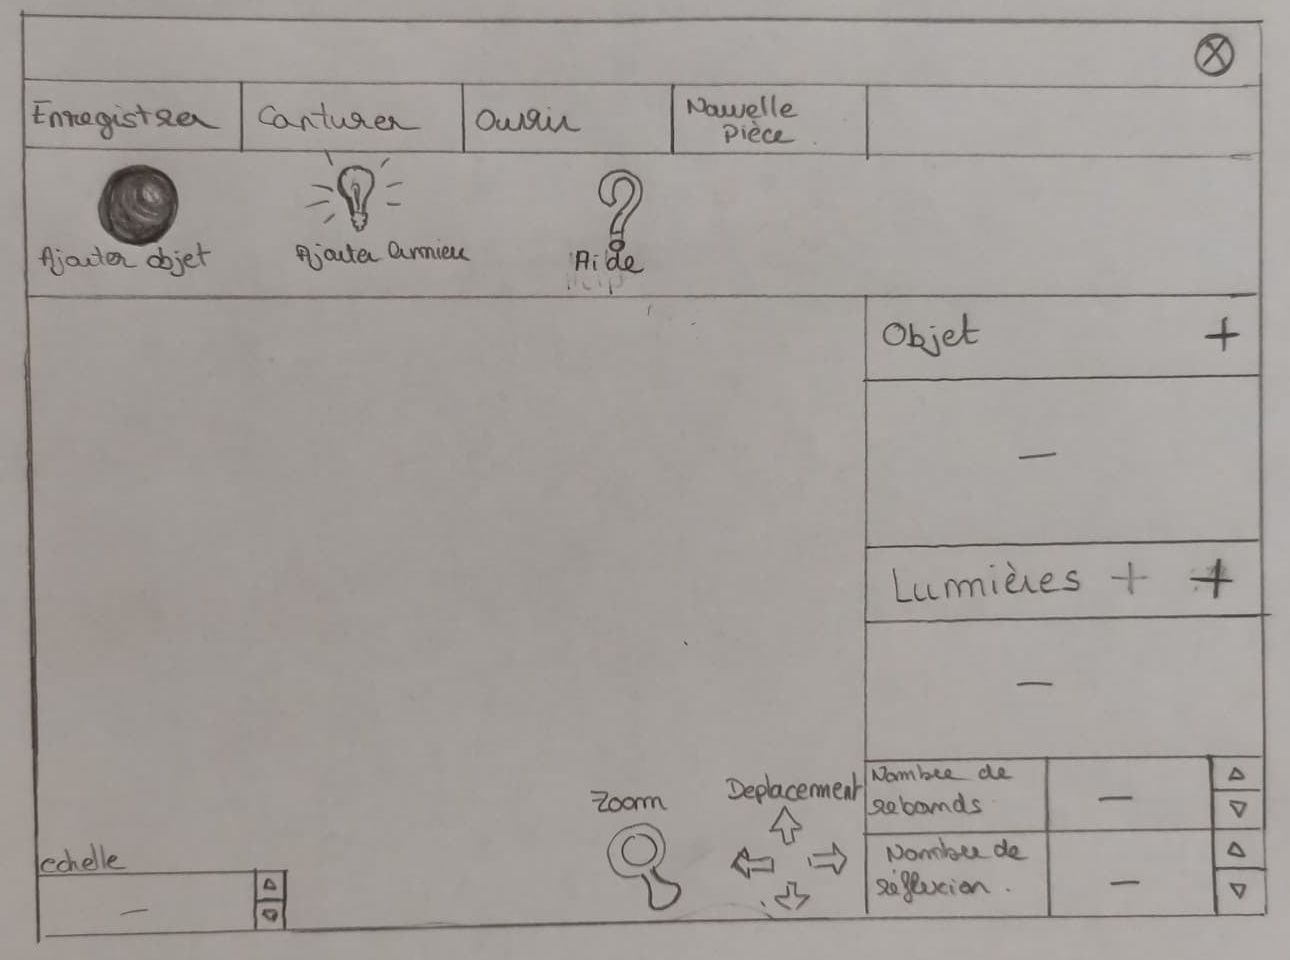 Enregistrer
Capturer
Ouvrir
Nouvelle
pièce
Ajouter objet
Ajouter lumiere
Aide
Objet +
—
Lumières + +
—
Zoom
Deplacement
Nombre de
rebonds
—
echelle
—
Nombre de
réflexion.
—